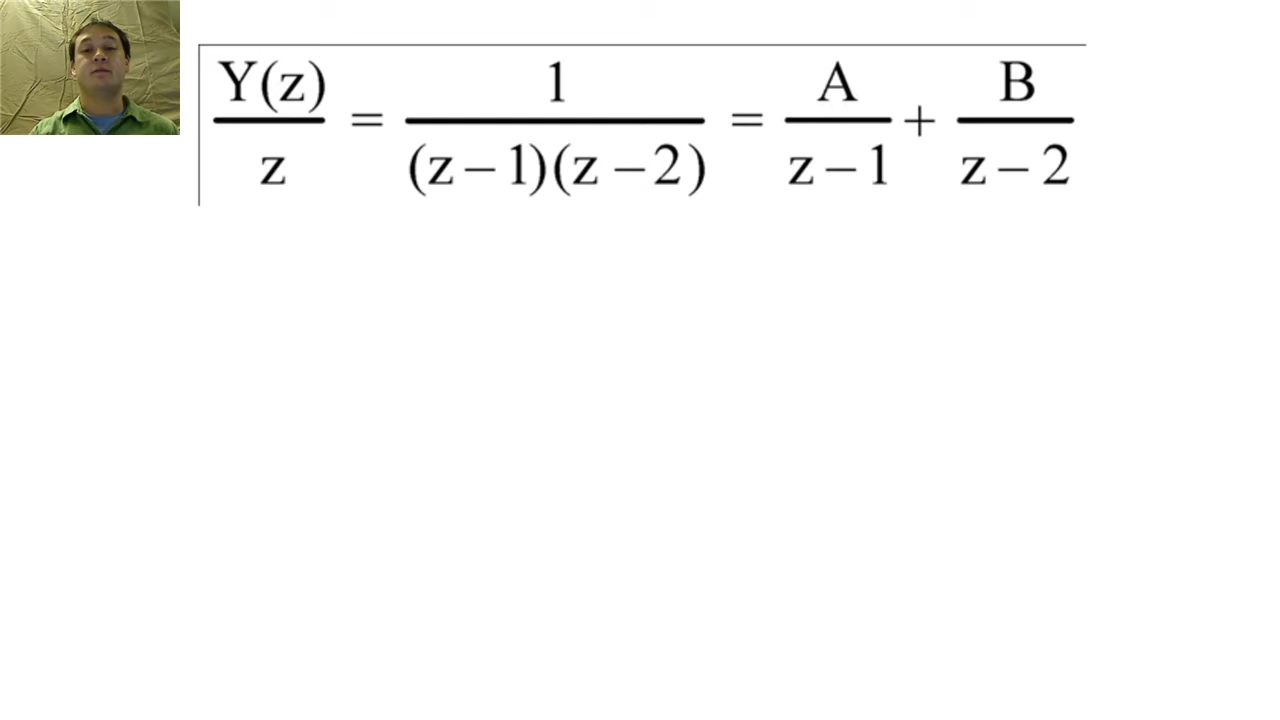 Y(z)/z = 1/((z − 1)(z − 2)) = A/(z − 1) + B/(z − 2)